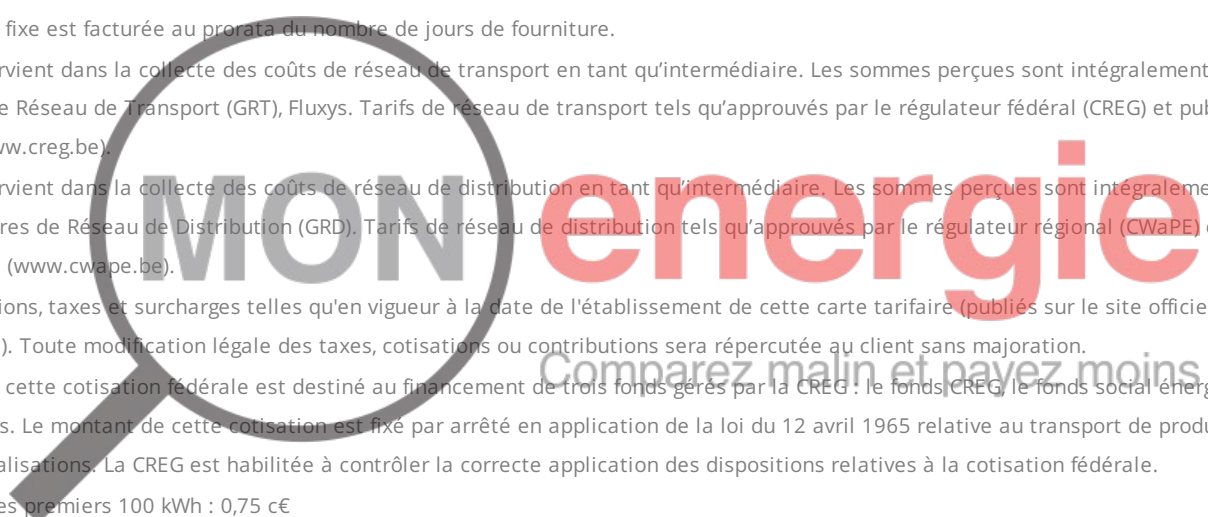 fixe est facturée au prorata du nombre de jours de fourniture.
rvient dans la collecte des coûts de réseau de transport en tant qu'intermédiaire. Les sommes perçues sont intégralement
e Réseau de Transport (GRT), Fluxys. Tarifs de réseau de transport tels qu'approuvés par le régulateur fédéral (CREG) et pub
ww.creg.be).
rvient dans la collecte des coûts de réseau de distribution en tant qu'intermédiaire. Les sommes perçues sont intégraleme
res de Réseau de Distribution (GRD). Tarifs de réseau de distribution tels qu'approuvés par le régulateur régional (CWaPE)
(www.cwape.be).
MON energie
ions, taxes et surcharges telles qu'en vigueur à la date de l'établissement de cette carte tarifaire (publiés sur le site officie
). Toute modification légale des taxes, cotisations ou contributions sera répercutée au client sans majoration.
Comparez malin et payez moins
cette cotisation fédérale est destiné au financement de trois fonds gérés par la CREG : le fonds CREG, le fonds social énerg
s. Le montant de cette cotisation est fixé par arrêté en application de la loi du 12 avril 1965 relative au transport de produ
alisations. La CREG est habilitée à contrôler la correcte application des dispositions relatives à la cotisation fédérale.
es premiers 100 kWh : 0,75 c€